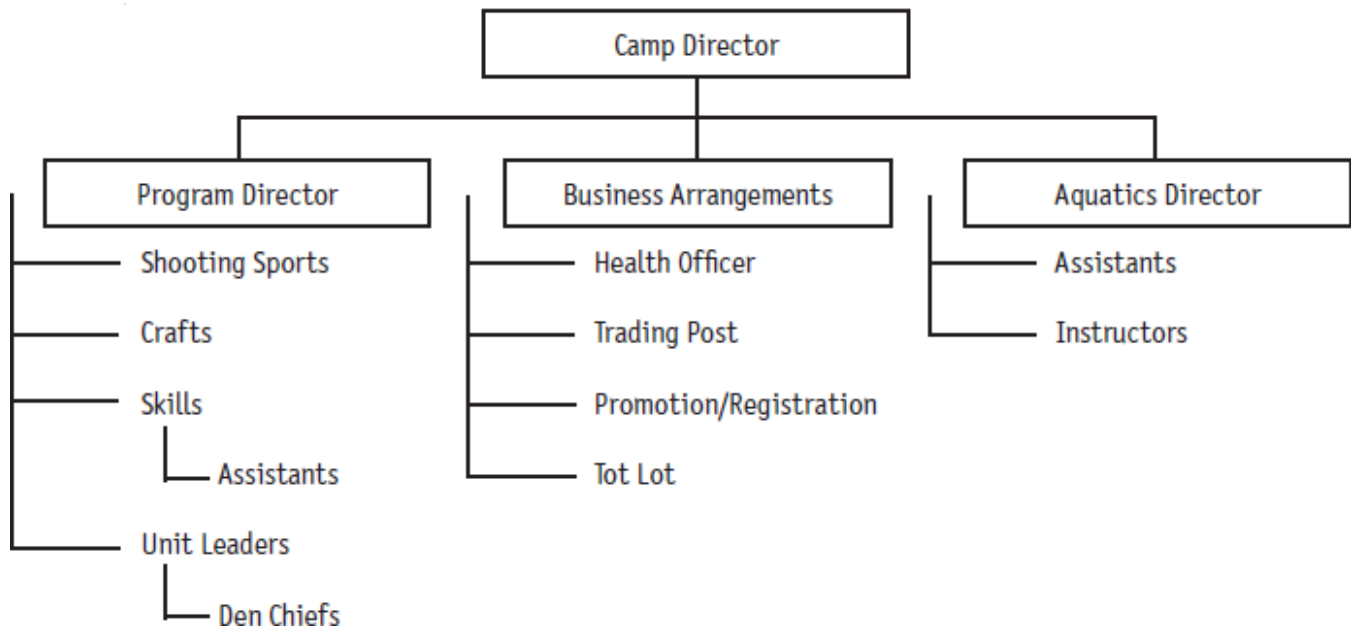 Camp Director
Program Director
Business Arrangements
Aquatics Director
Shooting Sports
Health Officer
Assistants
Crafts
Trading Post
Instructors
Skills
Promotion/Registration
Assistants
Tot Lot
Unit Leaders
Den Chiefs